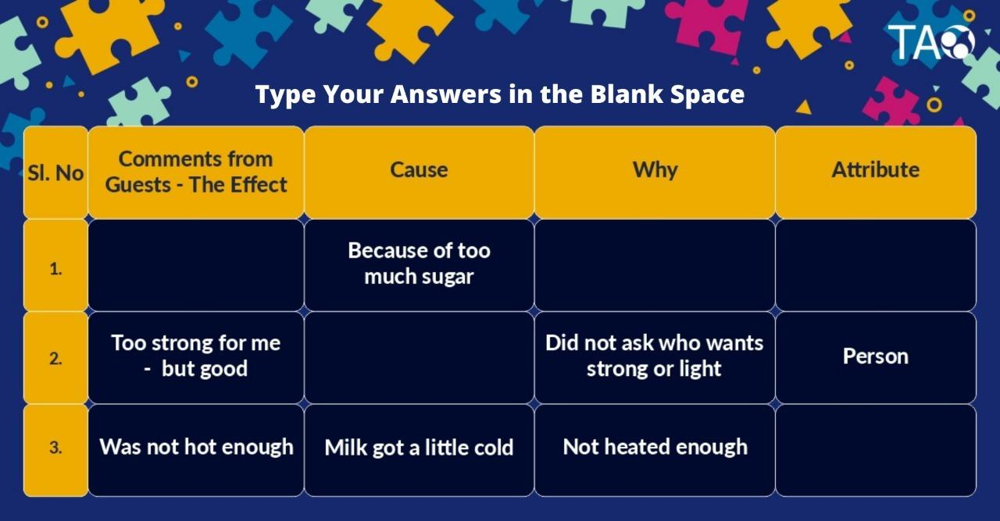 TAO
Type Your Answers in the Blank Space
Sl. No
Comments from
Guests - The Effect
Cause
Why
Attribute
1.
Because of too
much sugar
2.
Too strong for me
- but good
Did not ask who wants
strong or light
Person
3.
Was not hot enough
Milk got a little cold
Not heated enough